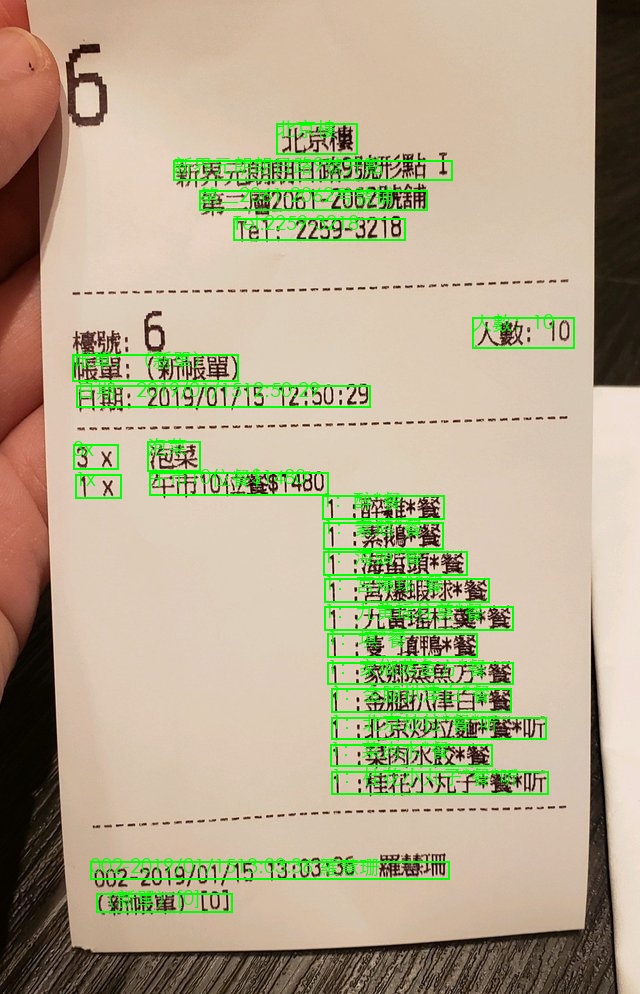 6
北京樓
新界元朗朗日路9號形點 I
第二層2061-2062號舖
Tel: 2259-3218
檯號: 6
人數: 10
帳單: (新帳單)
日期: 2019/01/15 12:50:29
3 x 泡菜
1 x 午市10位餐$1480
1 :醉雞*餐
1 :素鵝*餐
1 :海蜇頭*餐
1 :宮爆蝦球*餐
1 :瑤柱羹*餐
1 :鴨*餐
1 :家鄉蒸魚方*餐
1 :金腿扒津白*餐
1 :北京炒拉麵*餐*听
1 :菜肉水餃*餐
1 :桂花小丸子*餐*听
002-2019/01/15 13:03:36 羅慧珊
(新帳單) [0]